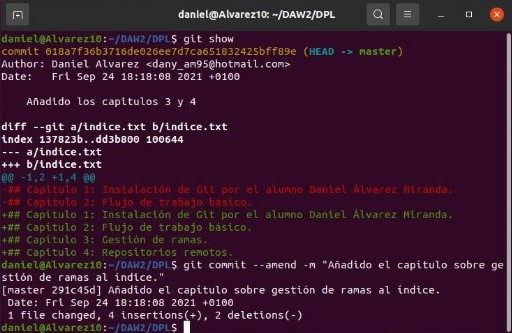 daniel@Alvarez10: ~/DAW2/DPL
daniel@Alvarez10:~/DAW2/DPL$ git show
commit 018a7f36b3716de026ee7d7ca651832425bff89e (HEAD -> master)
Author: Daniel Alvarez <dany_am95@hotmail.com>
Date:   Fri Sep 24 18:18:08 2021 +0100
    Añadido los capitulos 3 y 4
diff --git a/indice.txt b/indice.txt
index 137823b..dd3b800 100644
--- a/indice.txt
+++ b/indice.txt
@@ -1,2 +1,4 @@
-## Capitulo 1: Instalación de Git por el alumno Daniel Álvarez Miranda.
-## Capitulo 2: Flujo de trabajo básico.
+## Capitulo 1: Instalación de Git por el alumno Daniel Álvarez Miranda.
+## Capitulo 2: Flujo de trabajo básico.
+## Capitulo 3: Gestión de ramas.
+## Capitulo 4: Repositorios remotos.
daniel@Alvarez10:~/DAW2/DPL$ git commit --amend -m "Añadido el capitulo sobre ge
stión de ramas al indice."
[master 291c45d] Añadido el capitulo sobre gestión de ramas al indice.
 Date: Fri Sep 24 18:18:08 2021 +0100
 1 file changed, 4 insertions(+), 2 deletions(-)
daniel@Alvarez10:~/DAW2/DPL$